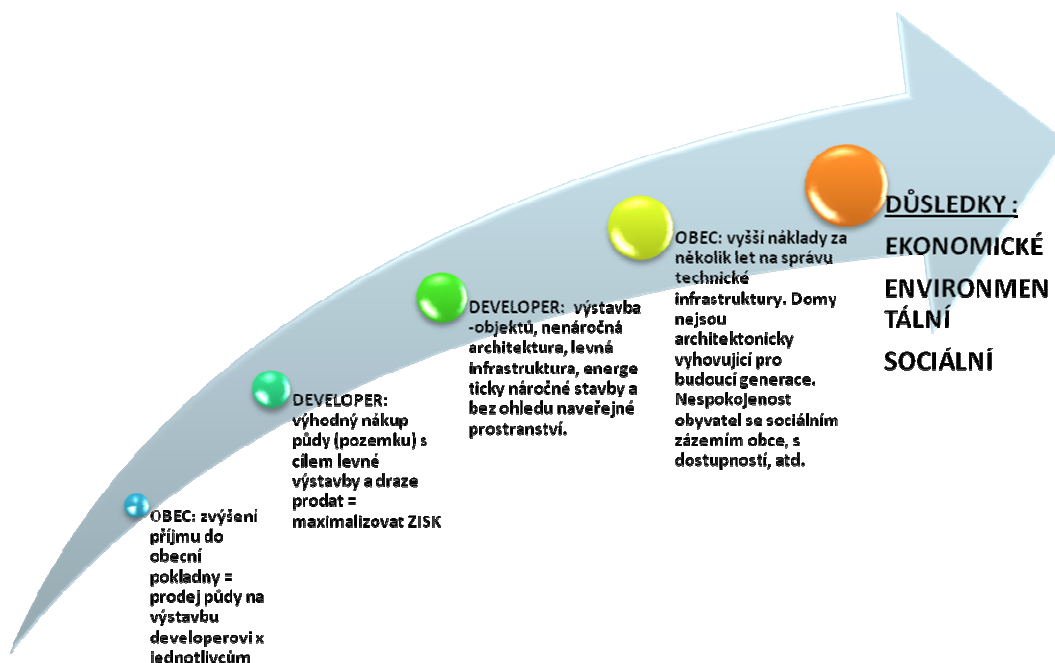 OBEC: zvýšení
příjmu do
obecní
pokladny =
prodej půdy na
výstavbu
developerovi x
jednotlivcům
DEVELOPER:
výhodný nákup
půdy (pozemku) s
cílem levné
výstavby a draze
prodat =
maximalizovat ZISK
DEVELOPER: výstavba
-objektů, nenáročná
architektura, levná
infrastruktura, energe
ticky náročné stavby a
bez ohledu naveřejné
prostranství.
OBEC: vyšší náklady za
několik let na správu
technické
infrastruktury. Domy
nejsou
architektonicky
vyhovující pro
budoucí generace.
Nespokojenost
obyvatel se sociálním
zázemím obce, s
dostupností, atd.
DŮSLEDKY :
EKONOMICKÉ
ENVIRONMEN
TÁLNÍ
SOCIÁLNÍ